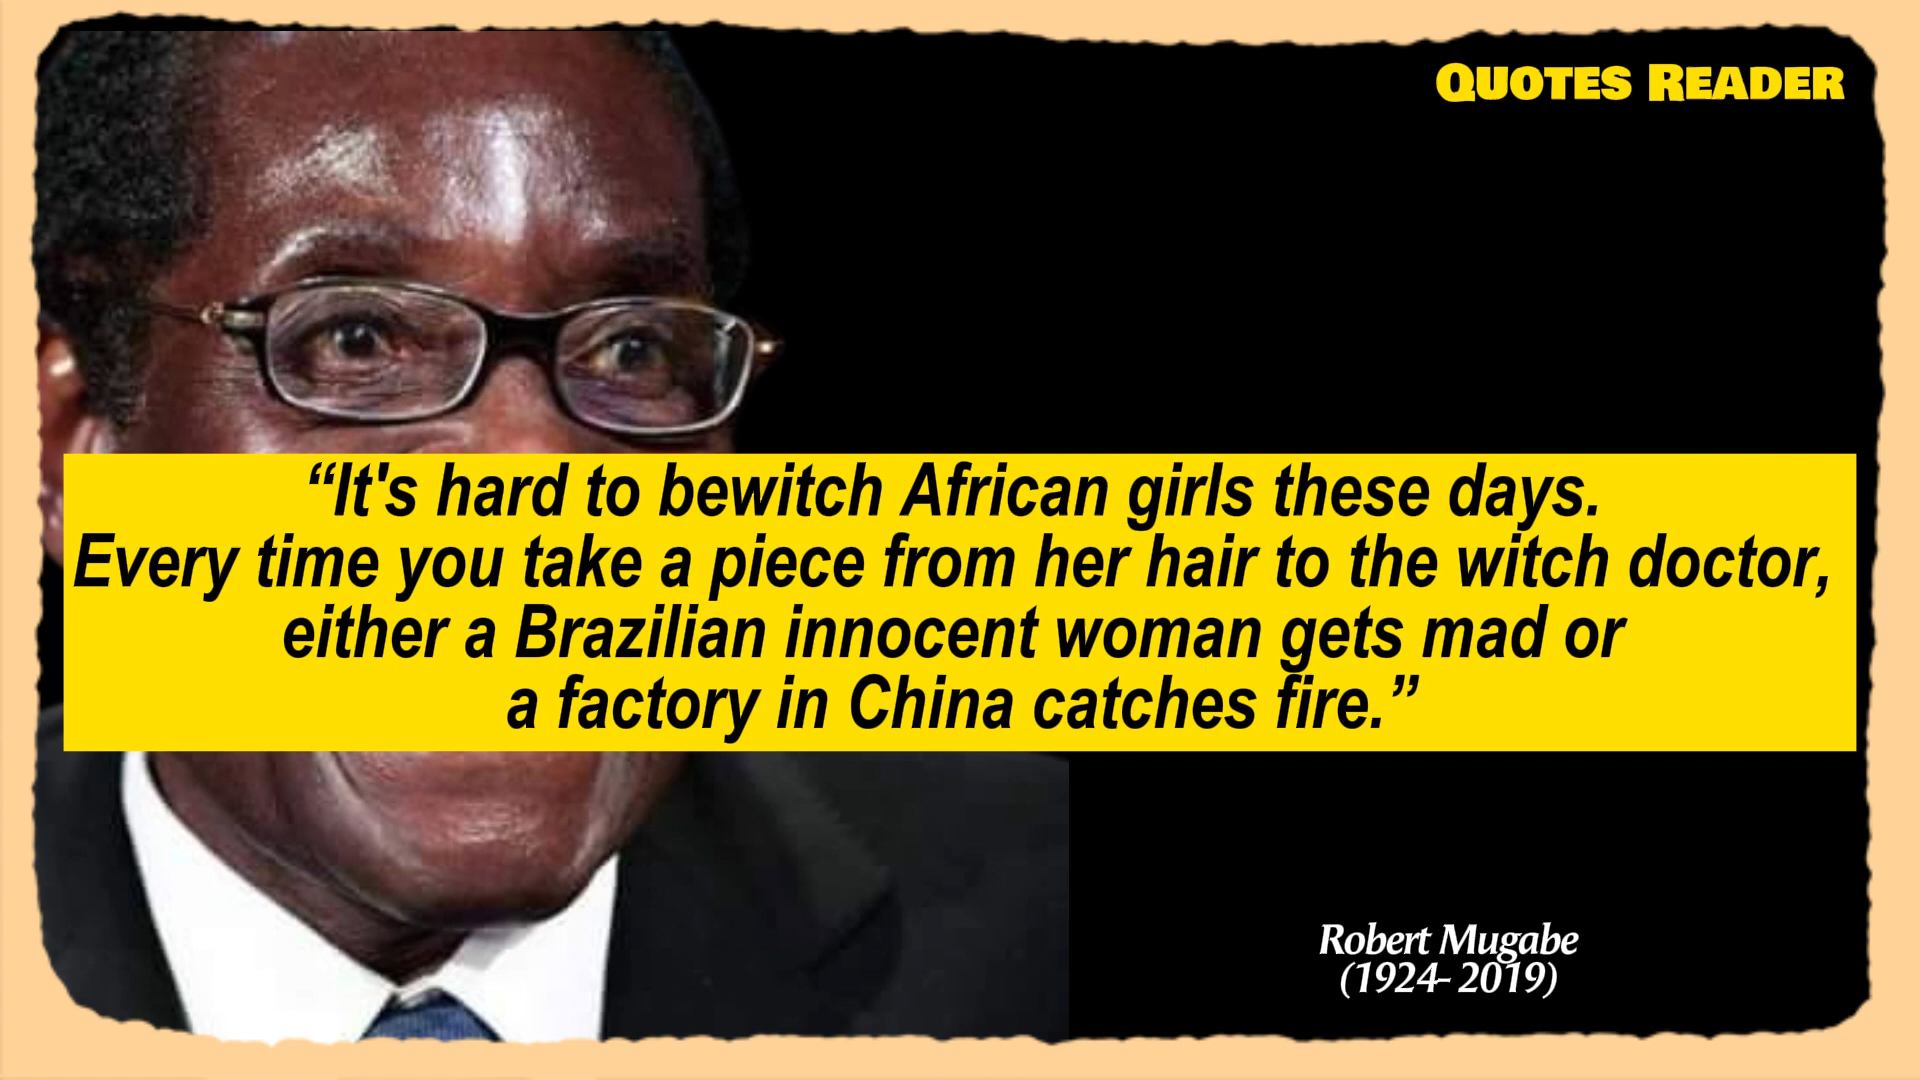 QUOTES READER
“It's hard to bewitch African girls these days.
Every time you take a piece from her hair to the witch doctor,
either a Brazilian innocent woman gets mad or
a factory in China catches fire.”
Robert Mugabe
(1924- 2019)